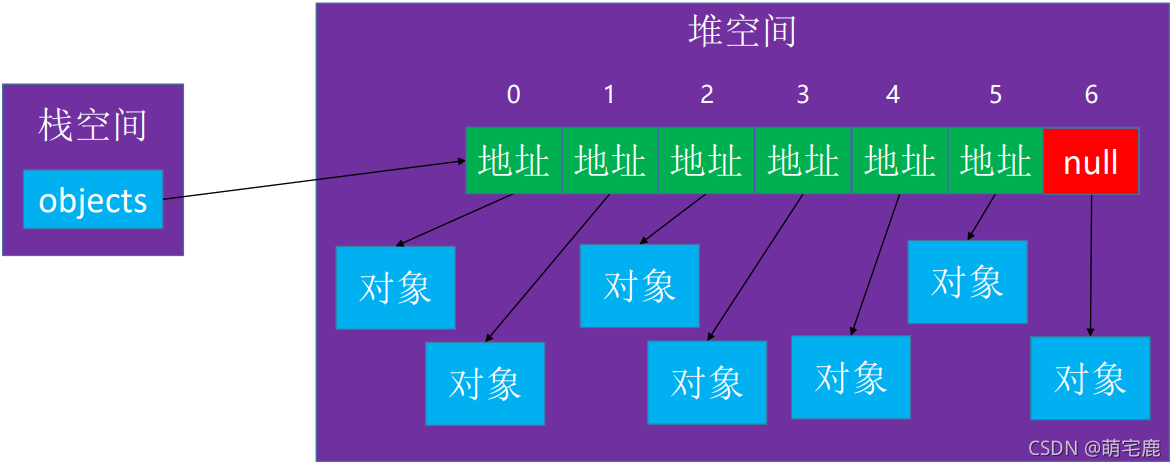 堆空间
0 1 2 3 4 5 6
栈空间
objects
地址 地址 地址 地址 地址 地址 null
对象 对象 对象
对象 对象 对象 对象
CSDN @萌宅鹿